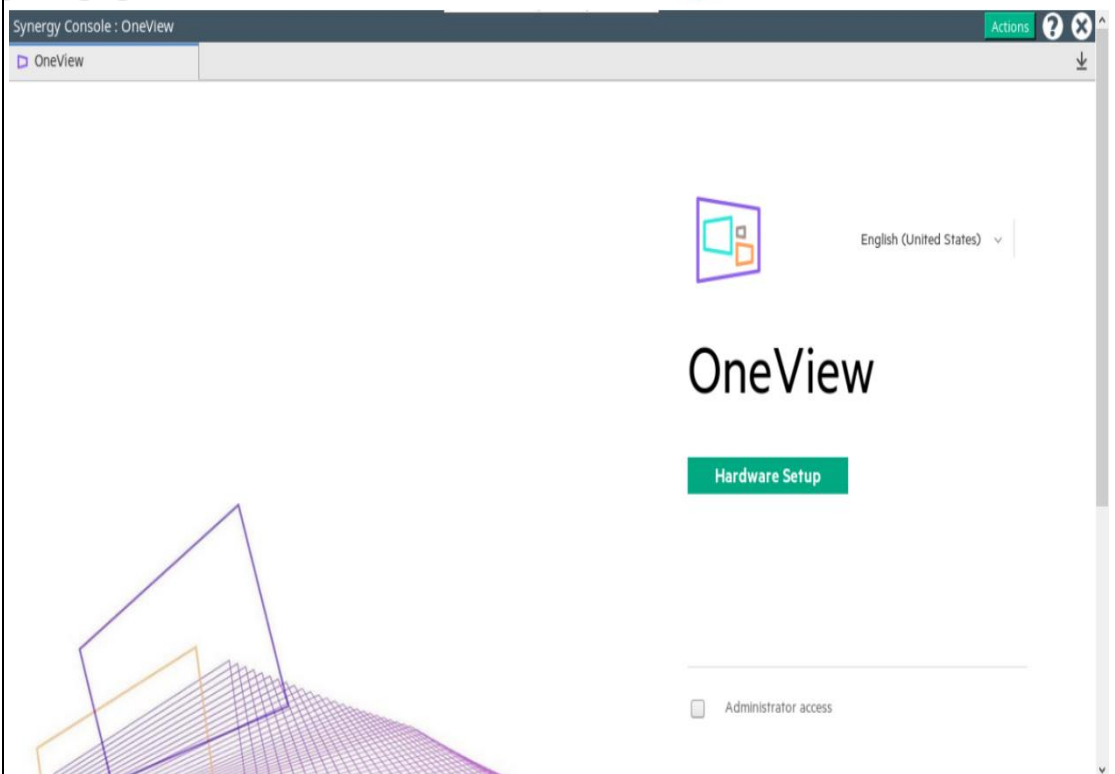 Synergy Console : OneView
Actions ?
OneView
English (United States)
OneView
Hardware Setup
Administrator access